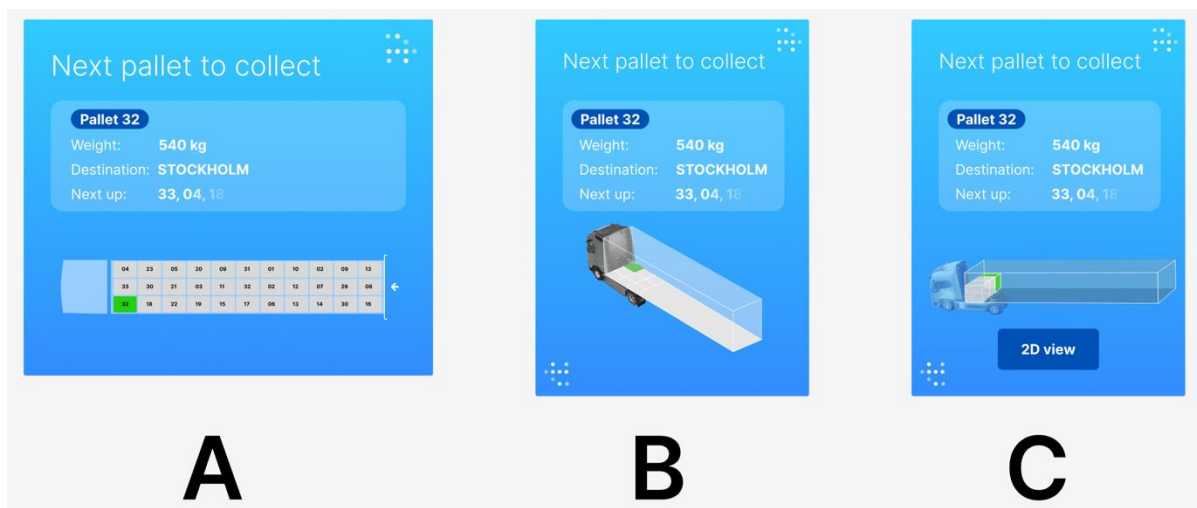 Next pallet to collect
Pallet 32
Weight: 540 kg
Destination: STOCKHOLM
Next up: 33, 04, 18
04 23 05 20 09 31 01 10 02 09 13
33 30 21 03 11 32 02 12 07 28 08
32 18 22 19 15 17 06 13 14 30 16
A
Next pallet to collect
Pallet 32
Weight: 540 kg
Destination: STOCKHOLM
Next up: 33, 04, 18
B
Next pallet to collect
Pallet 32
Weight: 540 kg
Destination: STOCKHOLM
Next up: 33, 04, 18
2D view
C